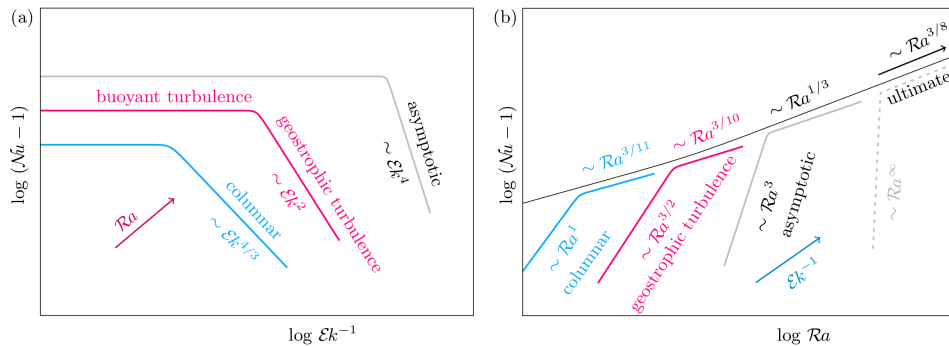 (a)
log (𝒩u − 1)
buoyant turbulence
geostrophic turbulence
∼ ℰk²
asymptotic
∼ ℰk⁴
columnar
∼ ℰk^{4/3}
ℛa
log ℰk⁻¹
(b)
log (𝒩u − 1)
∼ ℛa^{3/8}
ultimate
∼ ℛa^{1/3}
∼ ℛa^{3/10}
∼ ℛa^{3/11}
∼ ℛa¹
columnar
∼ ℛa^{3/2}
geostrophic turbulence
∼ ℛa³
asymptotic
∼ ℛa^∞
ℰk⁻¹
log ℛa